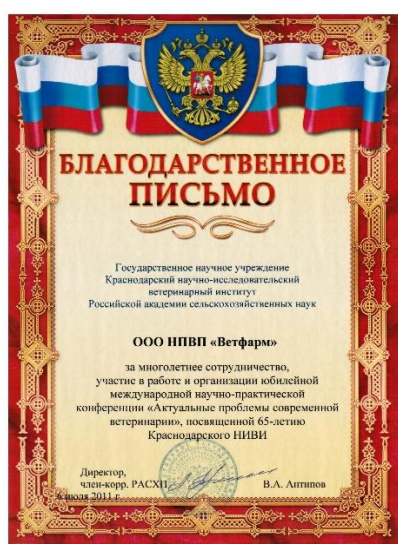 БЛАГОДАРСТВЕННОЕ
ПИСЬМО
Государственное научное учреждение
Краснодарский научно-исследовательский
ветеринарный институт
Российской академии сельскохозяйственных наук
ООО НПВП «Ветфарм»
за многолетнее сотрудничество,
участие в работе и организации юбилейной
международной научно-практической
конференции «Актуальные проблемы современной
ветеринарии», посвященной 65-летию
Краснодарского НИВИ
Директор,
член-корр. РАСХН В.А. Антипов
6 июля 2011 г.